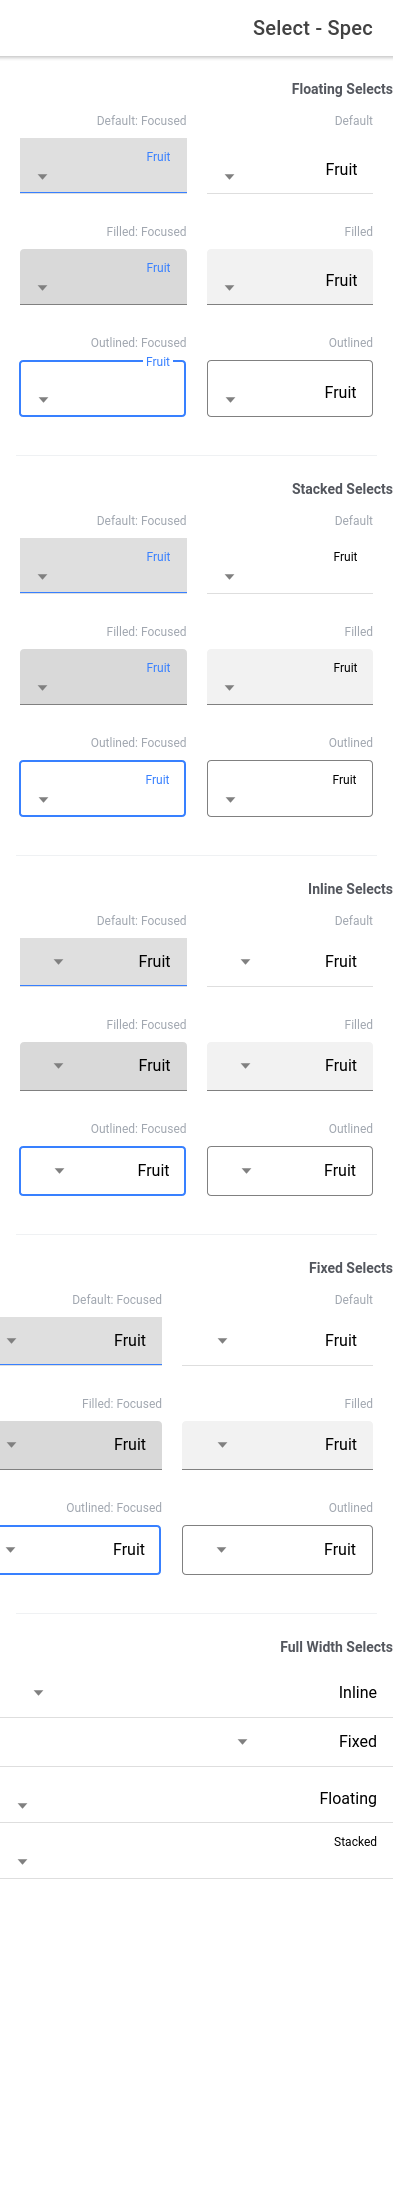 Select - Spec
Floating Selects
Default
Default: Focused
Fruit
Fruit
Filled
Filled: Focused
Fruit
Fruit
Outlined
Outlined: Focused
Fruit
Fruit
Stacked Selects
Default
Default: Focused
Fruit
Fruit
Filled
Filled: Focused
Fruit
Fruit
Outlined
Outlined: Focused
Fruit
Fruit
Inline Selects
Default
Default: Focused
Fruit
Fruit
Filled
Filled: Focused
Fruit
Fruit
Outlined
Outlined: Focused
Fruit
Fruit
Fixed Selects
Default
Default: Focused
Fruit
Fruit
Filled
Filled: Focused
Fruit
Fruit
Outlined
Outlined: Focused
Fruit
Fruit
Full Width Selects
Inline
Fixed
Floating
Stacked